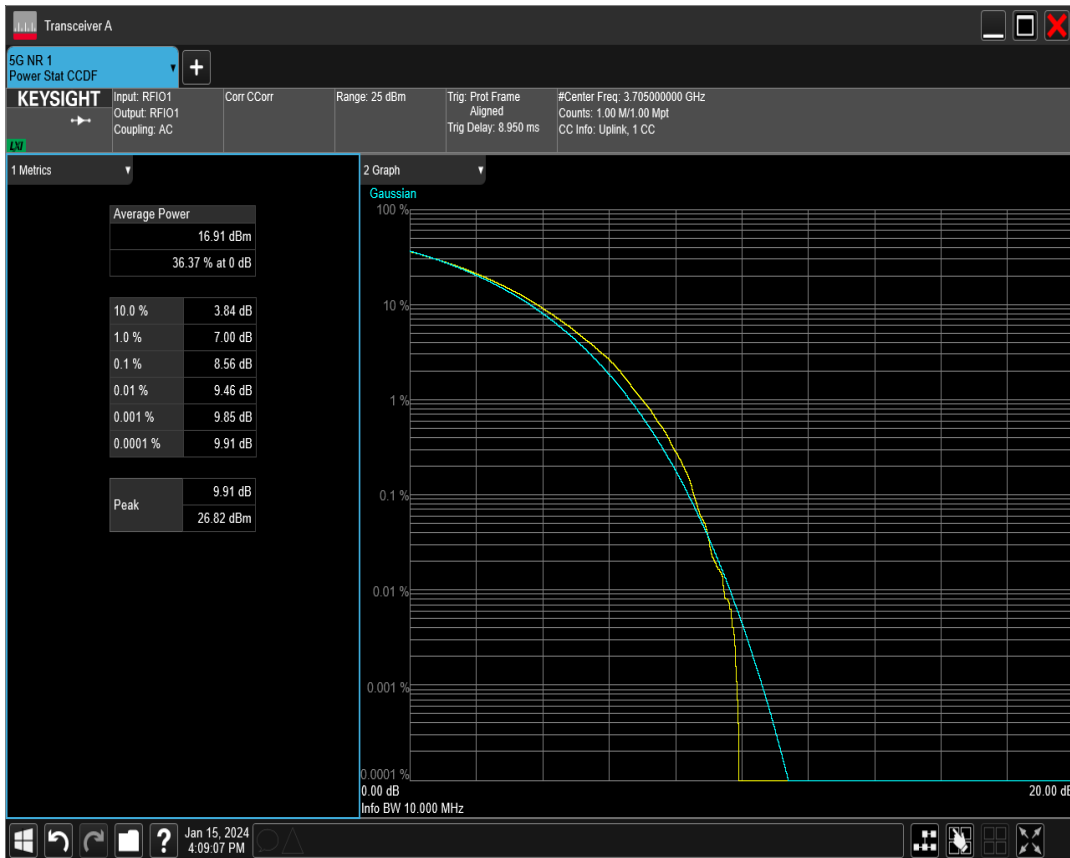 Transceiver A
5G NR 1
Power Stat CCDF
+
KEYSIGHT
LXI
Input: RFIO1
Output: RFIO1
Coupling: AC
Corr CCorr
Range: 25 dBm
Trig: Prot Frame
Aligned
Trig Delay: 8.950 ms
#Center Freq: 3.705000000 GHz
Counts: 1.00 M/1.00 Mpt
CC Info: Uplink, 1 CC
1 Metrics
Average Power
16.91 dBm
36.37 % at 0 dB
10.0 % 3.84 dB
1.0 % 7.00 dB
0.1 % 8.56 dB
0.01 % 9.46 dB
0.001 % 9.85 dB
0.0001 % 9.91 dB
Peak 9.91 dB
26.82 dBm
2 Graph
Gaussian
100 %
10 %
1 %
0.1 %
0.01 %
0.001 %
0.0001 %
0.00 dB 20.00 dB
Info BW 10.000 MHz
? Jan 15, 2024
4:09:07 PM